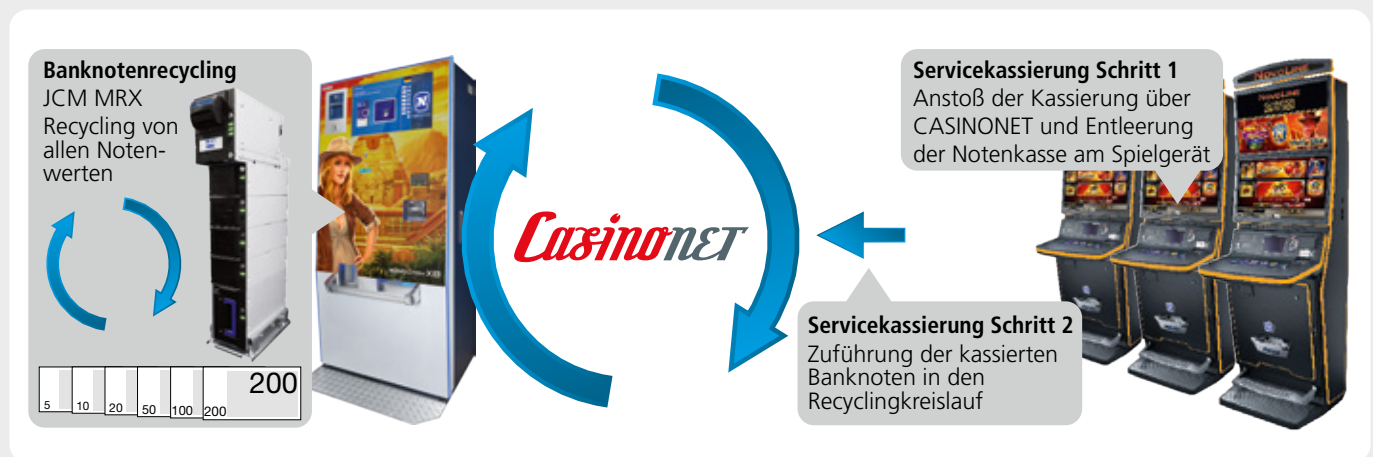 Banknotenrecycling
JCM MRX
Recycling von
allen Noten-
werten
5
10
20
50
100
200
200
CASINONET
Servicekassierung Schritt 1
Anstoß der Kassierung über
CASINONET und Entleerung
der Notenkasse am Spielgerät
Servicekassierung Schritt 2
Zuführung der kassierten
Banknoten in den
Recyclingkreislauf
NOVOLINE